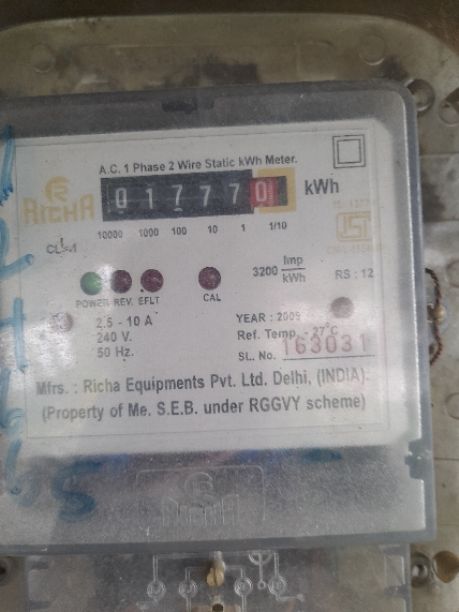 A.C. 1 Phase 2 Wire Static kWh Meter.
RICHA
017770 kWh
10000 1000 100 10 1 1/10
3200 Imp/kWh
RS : 12
POWER REV. EFLT CAL
2.5 - 10 A
240 V.
50 Hz.
YEAR : 2009
Ref. Temp. - 27°C
SL. No. 163031
Mfrs. : Richa Equipments Pvt. Ltd. Delhi, (INDIA).
(Property of Me. S.E.B. under RGGVY scheme)
RICHA